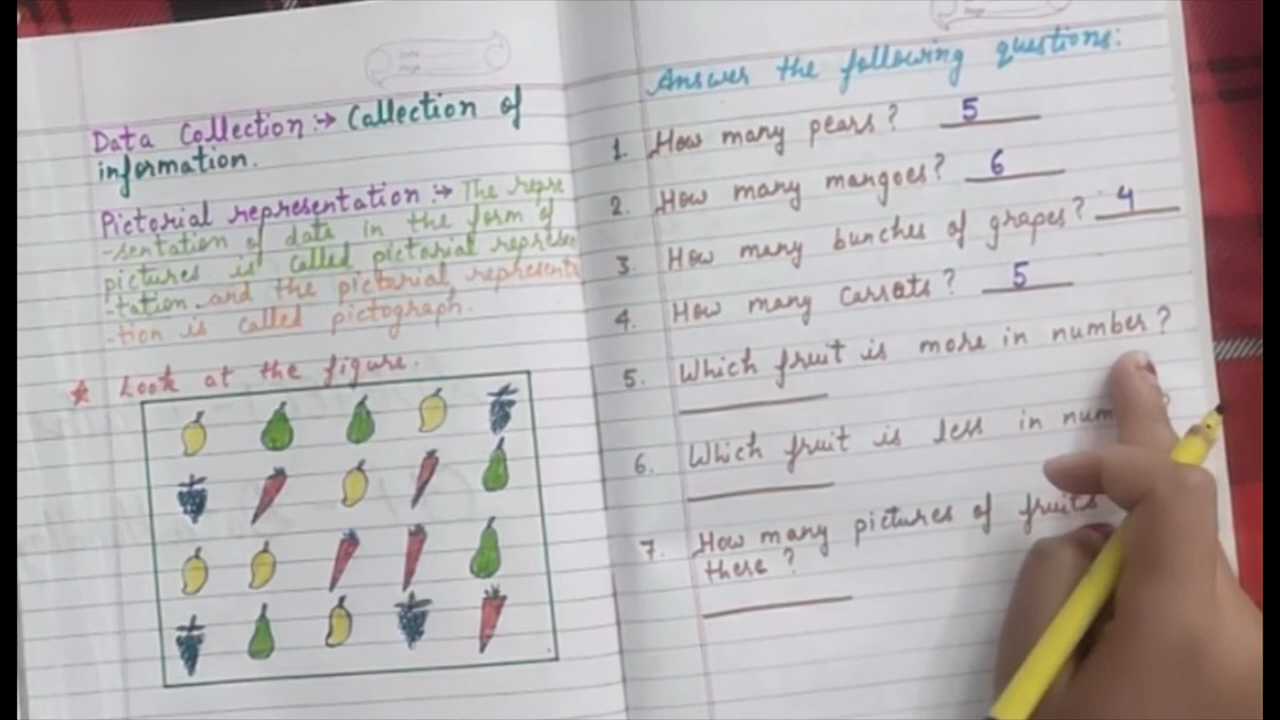 Data Collection :→ Collection of
information.
Pictorial representation :→ The repre
-sentation of data in the form of
pictures is called pictorial represen
-tation and the pictorial representa
-tion is called pictograph.
★ Look at the figure.
Answer the following questions:
1. How many pears? 5
2. How many mangoes? 6
3. How many bunches of grapes? 4
4. How many carrots? 5
5. Which fruit is more in number?
6. Which fruit is less in num
7. How many pictures of fruits
there?